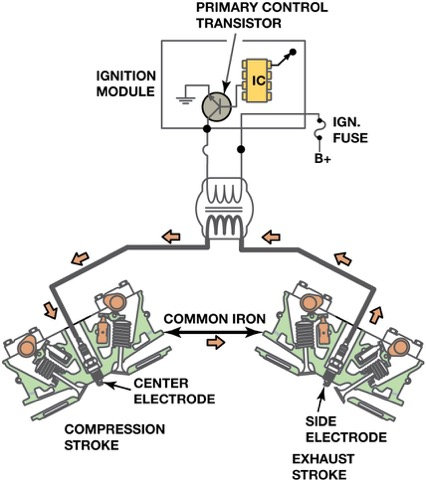 PRIMARY CONTROL
TRANSISTOR
IGNITION
MODULE
IC
IGN.
FUSE
B+
COMMON IRON
CENTER
ELECTRODE
COMPRESSION
STROKE
SIDE
ELECTRODE
EXHAUST
STROKE